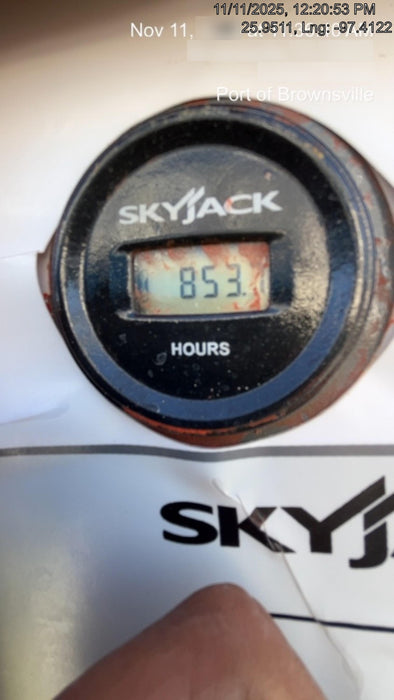 11/11/2025, 12:20:53 PM
25.9511, Lng: -97.4122
Nov 11,
Port of Brownsville
SKYJACK
853.
HOURS
SKYJ